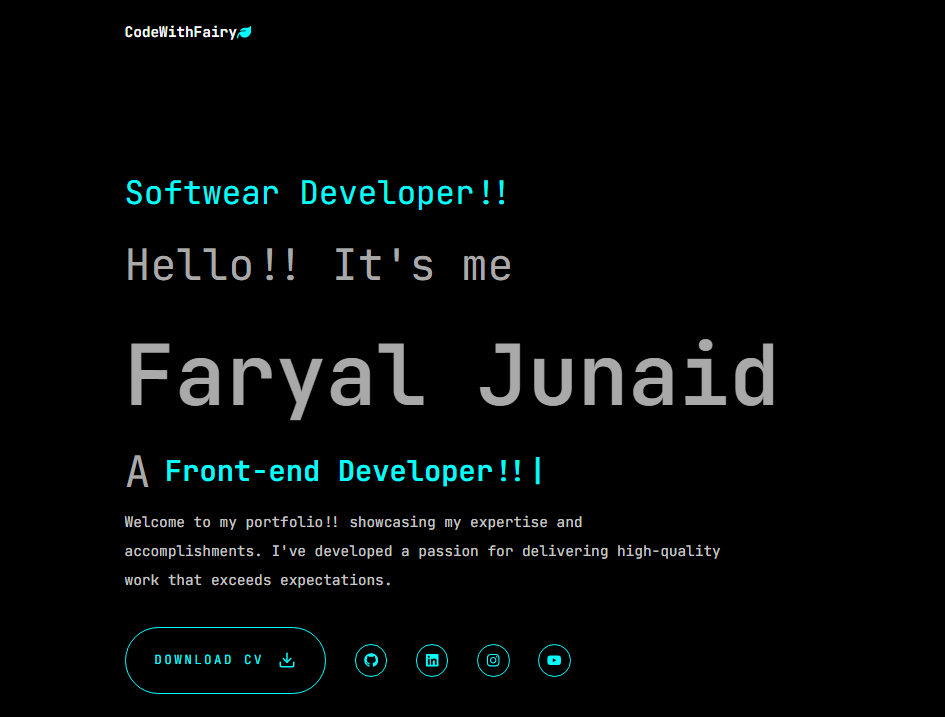 CodeWithFairy
Softwear Developer!!
Hello!! It's me
Faryal Junaid
A Front-end Developer!!|
Welcome to my portfolio!! showcasing my expertise and
accomplishments. I've developed a passion for delivering high-quality
work that exceeds expectations.
DOWNLOAD CV